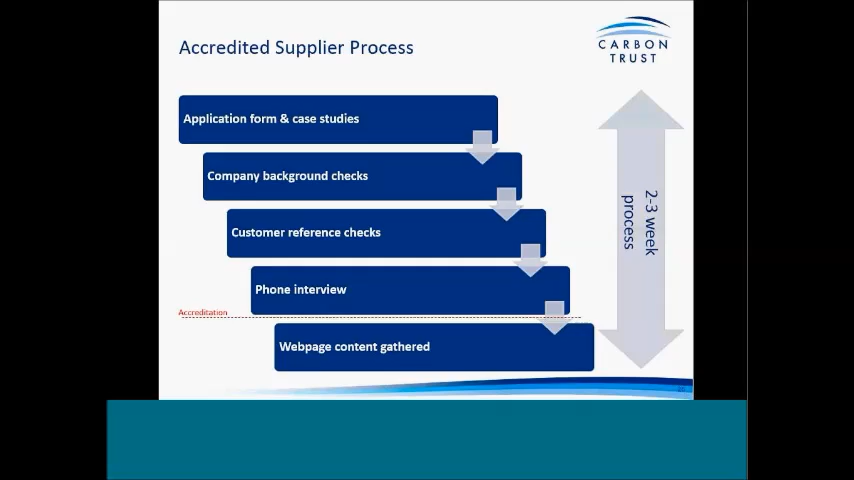 Accredited Supplier Process
CARBON
TRUST
Application form & case studies
Company background checks
Customer reference checks
Phone interview
Accreditation
Webpage content gathered
2-3 week
process